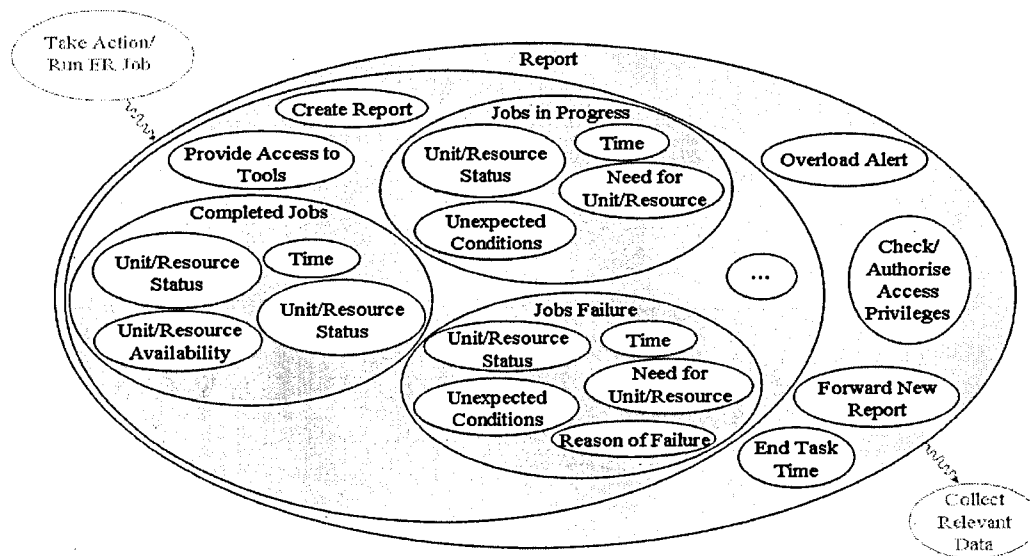 Take Action/
Run ER Job
Report
Create Report
Jobs in Progress
Unit/Resource
Status
Time
Need for
Unit/Resource
Unexpected
Conditions
Provide Access to
Tools
Overload Alert
Completed Jobs
Unit/Resource
Status
Time
Unit/Resource
Status
Unit/Resource
Availability
Check/
Authorise
Access
Privileges
...
Jobs Failure
Unit/Resource
Status
Time
Need for
Unit/Resource
Unexpected
Conditions
Reason of Failure
Forward New
Report
End Task
Time
Collect
Relevant
Data